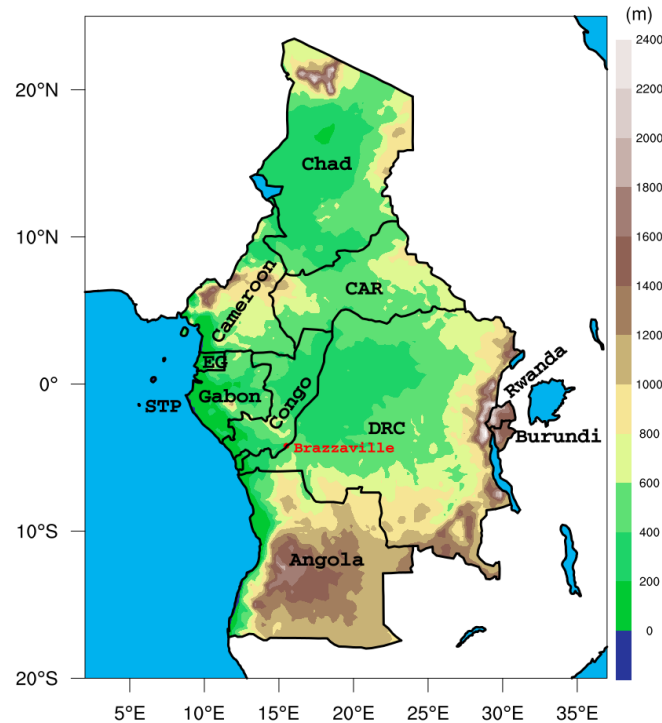 (m)
2400
2200
2000
1800
1600
1400
1200
1000
800
600
400
200
0
20°N
10°N
0°
10°S
20°S
Chad
Cameroon
CAR
EG
Gabon
Congo
STP
DRC
Rwanda
Burundi
Brazzaville
Angola
5°E
10°E
15°E
20°E
25°E
30°E
35°E